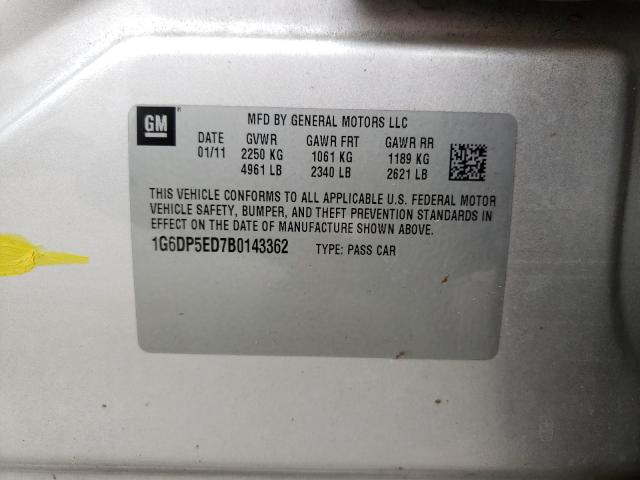 GM
MFD BY GENERAL MOTORS LLC
DATE GVWR GAWR FRT GAWR RR
01/11 2250 KG 1061 KG 1189 KG
4961 LB 2340 LB 2621 LB
THIS VEHICLE CONFORMS TO ALL APPLICABLE U.S. FEDERAL MOTOR
VEHICLE SAFETY, BUMPER, AND THEFT PREVENTION STANDARDS IN
EFFECT ON THE DATE OF MANUFACTURE SHOWN ABOVE.
1G6DP5ED7B0143362 TYPE: PASS CAR